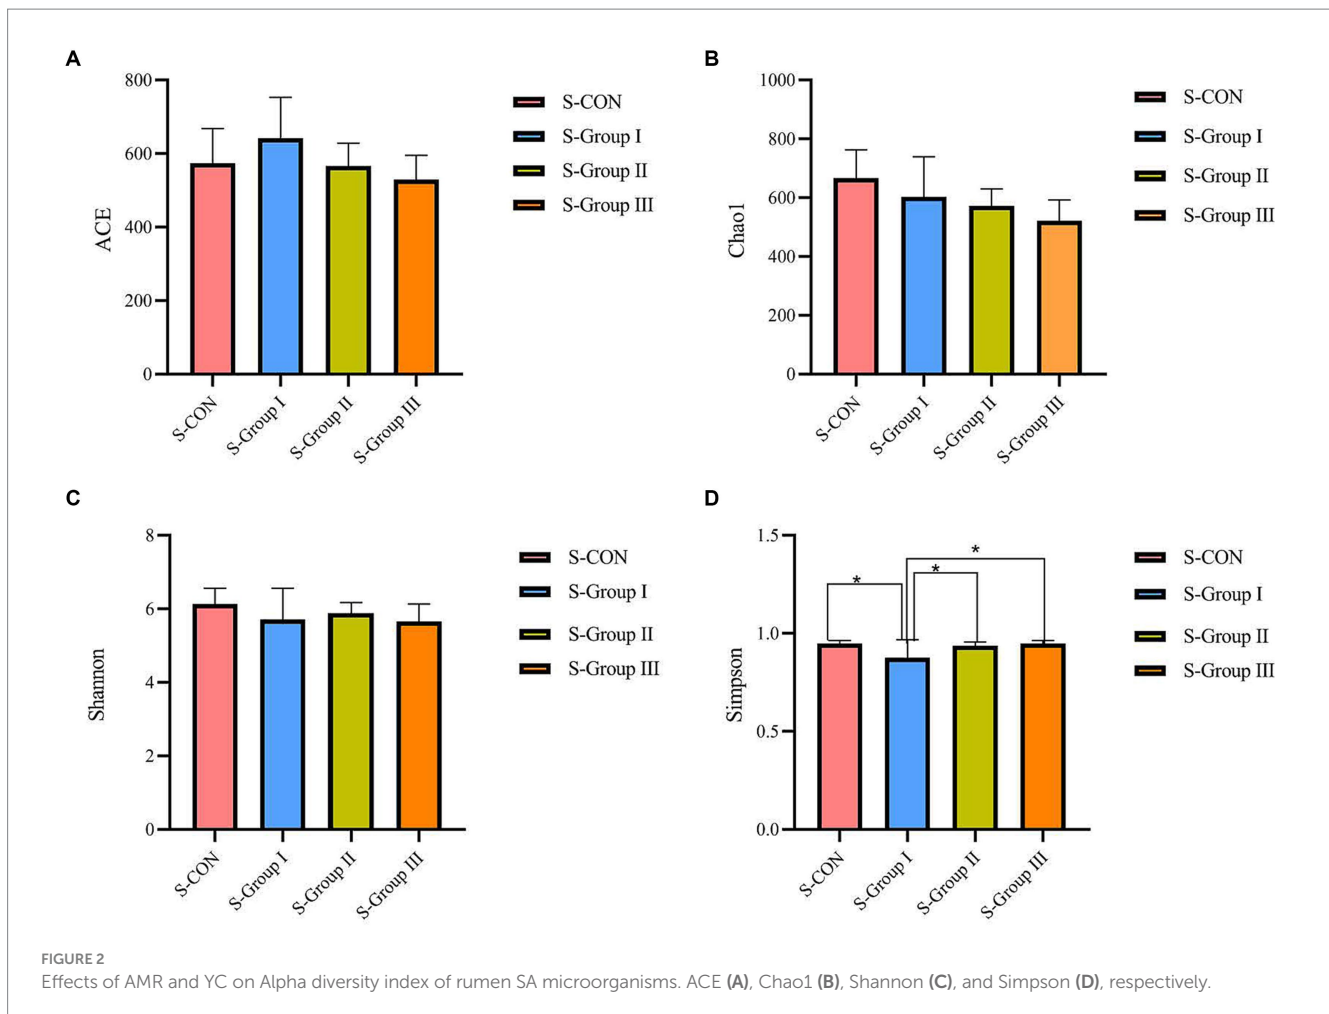 A
800
600
400
200
0
ACE
S-CON
S-Group I
S-Group II
S-Group III
S-CON
S-Group I
S-Group II
S-Group III
B
1000
800
600
400
200
0
Chao1
S-CON
S-Group I
S-Group II
S-Group III
S-CON
S-Group I
S-Group II
S-Group III
C
8
6
4
2
0
Shannon
S-CON
S-Group I
S-Group II
S-Group III
S-CON
S-Group I
S-Group II
S-Group III
D
1.5
1.0
0.5
0.0
Simpson
*
*
*
S-CON
S-Group I
S-Group II
S-Group III
S-CON
S-Group I
S-Group II
S-Group III
FIGURE 2
Effects of AMR and YC on Alpha diversity index of rumen SA microorganisms. ACE (A), Chao1 (B), Shannon (C), and Simpson (D), respectively.